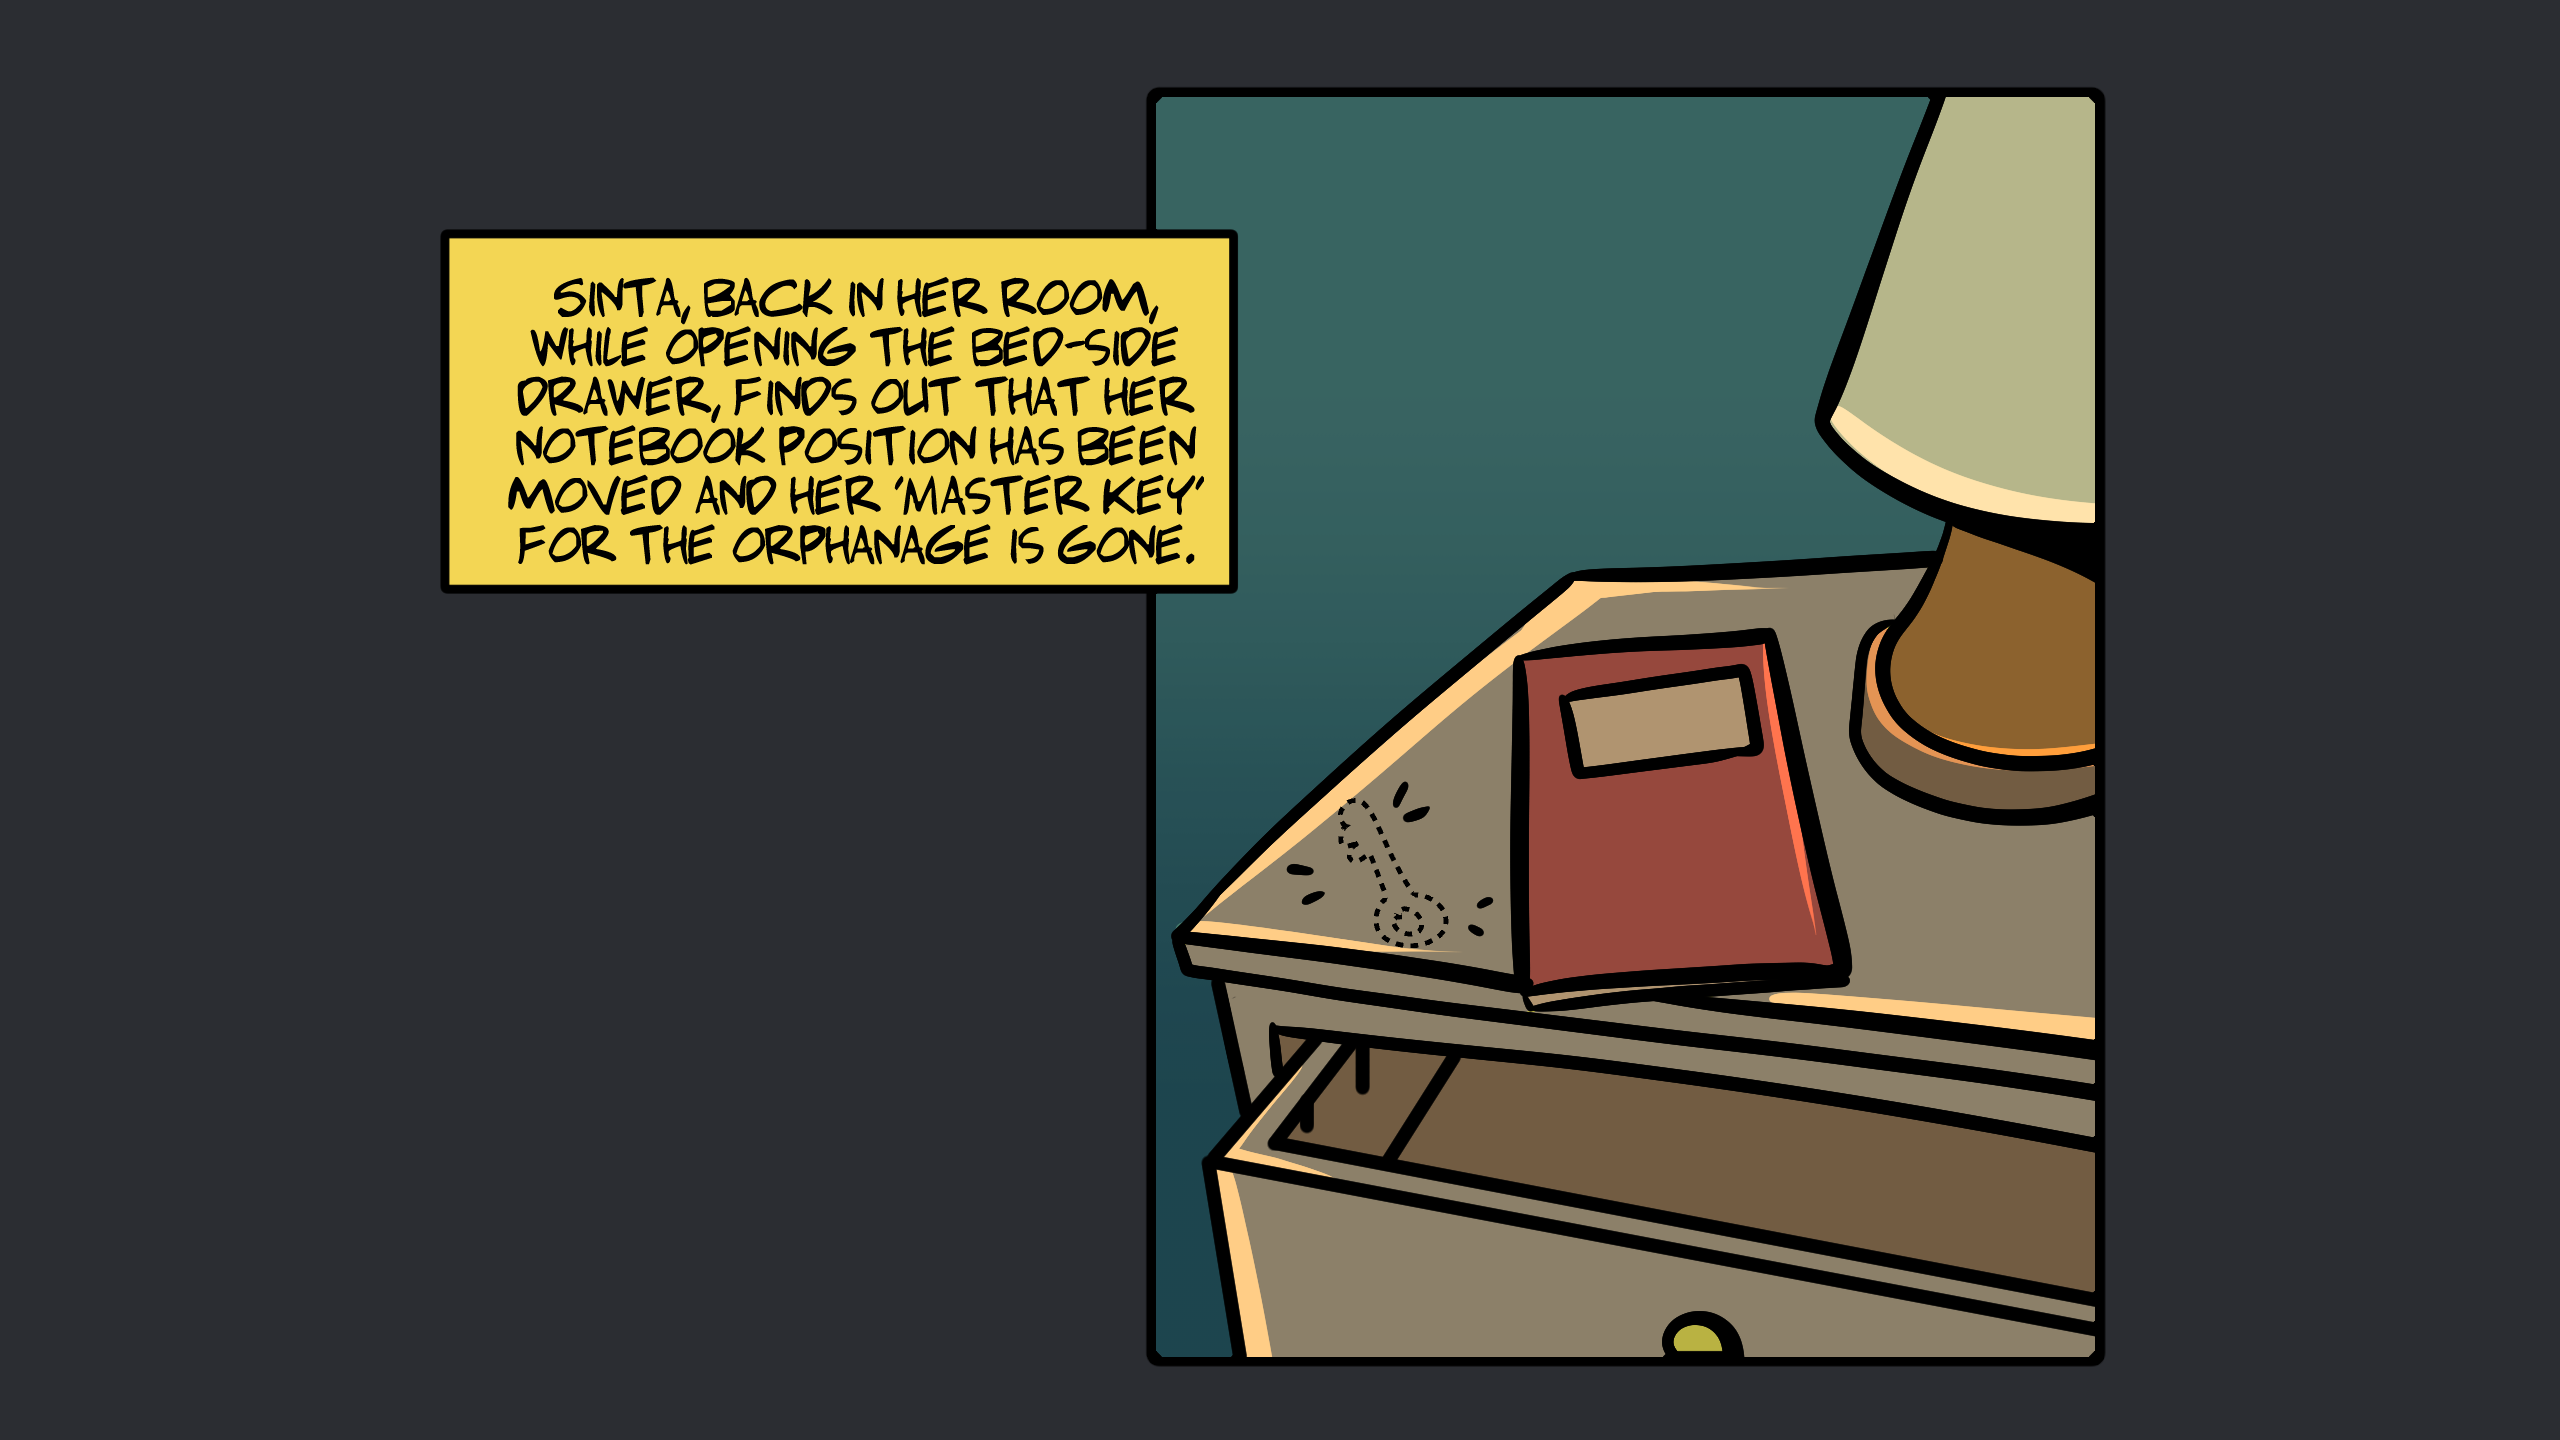 SINTA, BACK IN HER ROOM,
WHILE OPENING THE BED-SIDE
DRAWER, FINDS OUT THAT HER
NOTEBOOK POSITION HAS BEEN
MOVED AND HER 'MASTER KEY"
FOR THE ORPHANAGE IS GONE.